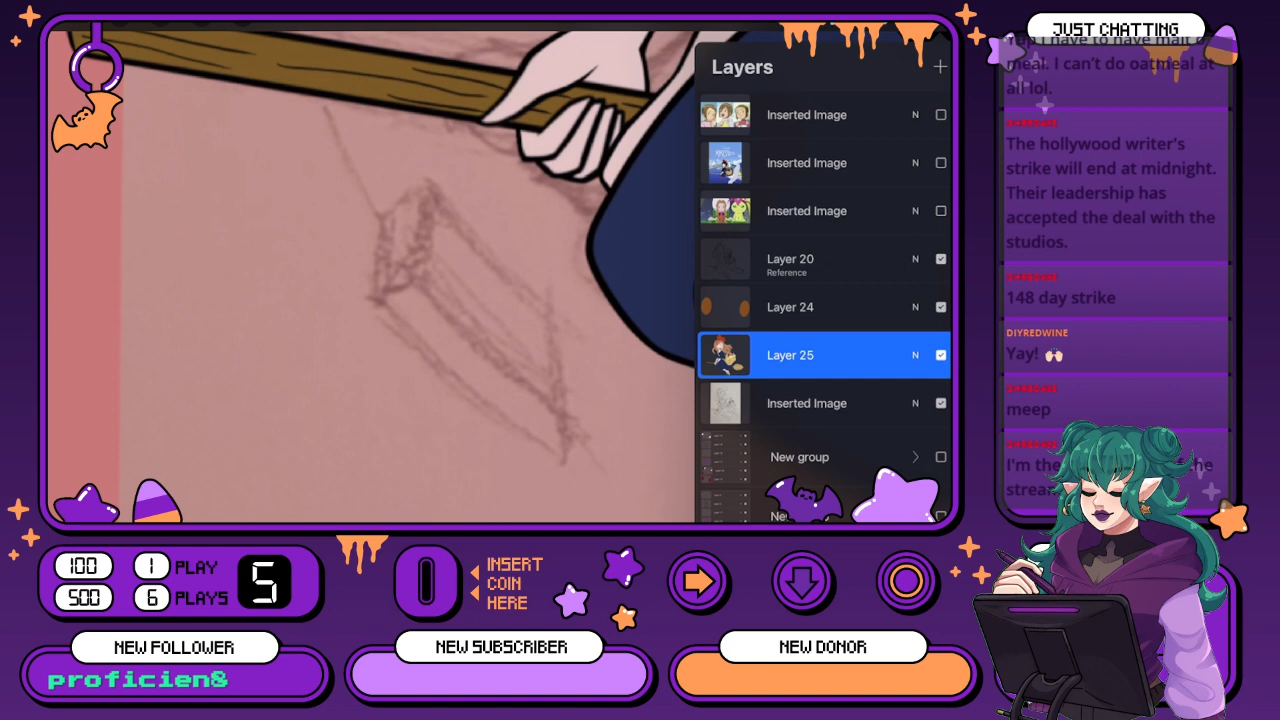 JUST CHATTING
meal. I can't do oatmeal at
all lol.
The hollywood writer's
strike will end at midnight.
Their leadership has
accepted the deal with the
studios.
148 day strike
DIYREDWINE
Yay! 🙌🏻
meep
I'm the
Layers
+
Inserted Image N
Inserted Image N
Inserted Image N
Layer 20 N
Reference
Layer 24 N
Layer 25 N
Inserted Image N
New group
100 1 PLAY
500 6 PLAYS
5
INSERT
COIN
HERE
NEW FOLLOWER
proficien&
NEW SUBSCRIBER
NEW DONOR